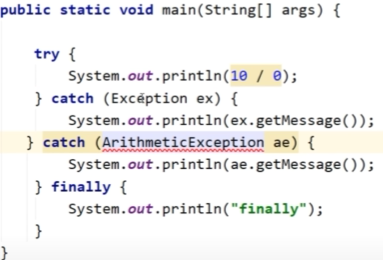 public static void main(String[] args) {
try {
System.out.println(10 / 0);
} catch (Exception ex) {
System.out.println(ex.getMessage());
} catch (ArithmeticException ae) {
System.out.println(ae.getMessage());
} finally {
System.out.println("finally");
}
}